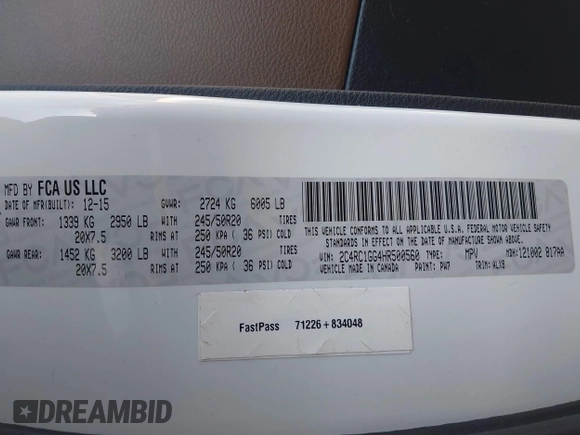 MFD BY FCA US LLC
DATE OF MFR(BUILT): 12-15 GVWR: 2724 KG 6005 LB
GAWR FRONT: 1339 KG 2950 LB WITH 245/50R20 TIRES
20X7.5 RIMS AT 250 KPA ( 36 PSI) COLD
GAWR REAR: 1452 KG 3200 LB WITH 245/50R20 TIRES
20X7.5 RIMS AT 250 KPA ( 36 PSI) COLD
THIS VEHICLE CONFORMS TO ALL APPLICABLE U.S.A. FEDERAL MOTOR VEHICLE SAFETY
STANDARDS IN EFFECT ON THE DATE OF MANUFACTURE SHOWN ABOVE.
VIN: 2C4RC1GG4HR500560 TYPE: MPV MDH:121002 017AA
PAINT: PW7 TRIM: ALX9
FastPass 71226 + 834048
DREAMBID